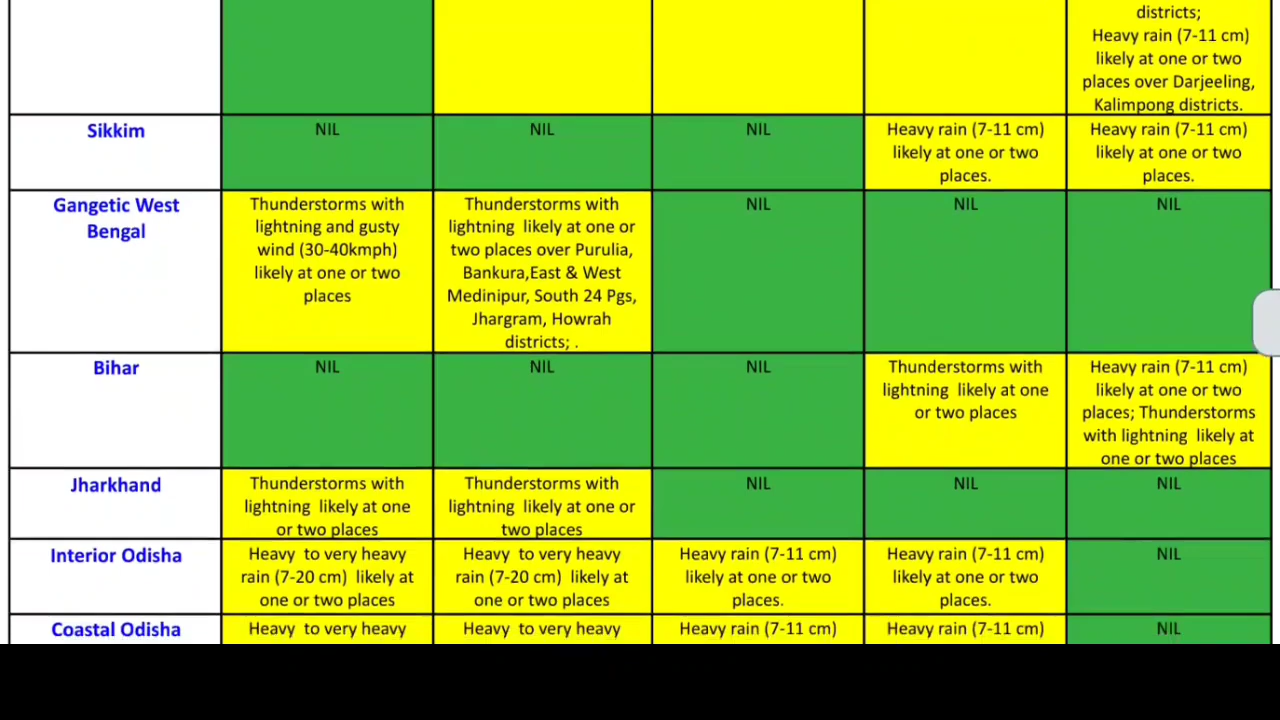 districts;
Heavy rain (7-11 cm)
likely at one or two
places over Darjeeling,
Kalimpong districts.
Sikkim
NIL
NIL
NIL
Heavy rain (7-11 cm)
likely at one or two
places.
Heavy rain (7-11 cm)
likely at one or two
places.
Gangetic West
Bengal
Thunderstorms with
lightning and gusty
wind (30-40kmph)
likely at one or two
places
Thunderstorms with
lightning  likely at one or
two places over Purulia,
Bankura,East & West
Medinipur, South 24 Pgs,
Jhargram, Howrah
districts; .
NIL
NIL
NIL
Bihar
NIL
NIL
NIL
Thunderstorms with
lightning  likely at one
or two places
Heavy rain (7-11 cm)
likely at one or two
places; Thunderstorms
with lightning  likely at
one or two places
Jharkhand
Thunderstorms with
lightning  likely at one
or two places
Thunderstorms with
lightning  likely at one or
two places
NIL
NIL
NIL
Interior Odisha
Heavy  to very heavy
rain (7-20 cm)  likely at
one or two places
Heavy  to very heavy
rain (7-20 cm)  likely at
one or two places
Heavy rain (7-11 cm)
likely at one or two
places.
Heavy rain (7-11 cm)
likely at one or two
places.
NIL
Coastal Odisha
Heavy  to very heavy
Heavy  to very heavy
Heavy rain (7-11 cm)
Heavy rain (7-11 cm)
NIL